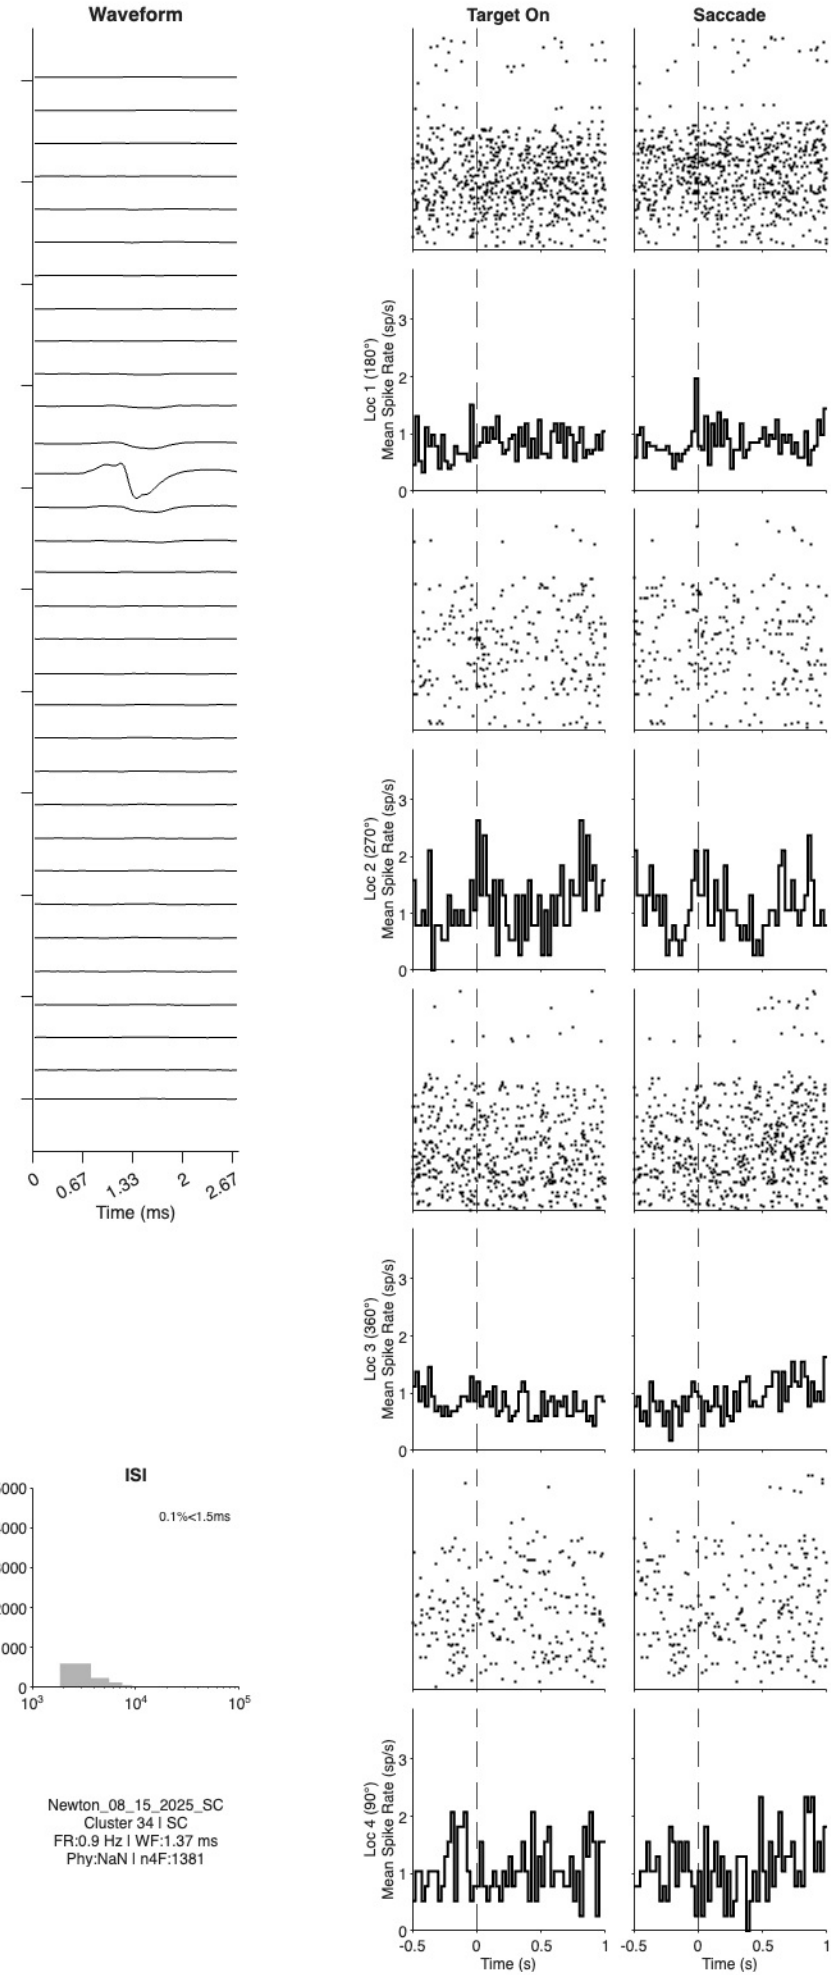 Waveform
Target On
Saccade
Loc 1 (180°)
Mean Spike Rate (sp/s)
3
2
1
0
Loc 2 (270°)
Mean Spike Rate (sp/s)
3
2
1
0
0
0.67
1.33
2
2.67
Time (ms)
Loc 3 (360°)
Mean Spike Rate (sp/s)
3
2
1
0
ISI
0.1%<1.5ms
5000
4000
3000
2000
1000
0
10³
10⁴
10⁵
Newton_08_15_2025_SC
Cluster 34 | SC
FR:0.9 Hz | WF:1.37 ms
Phy:NaN | n4F:1381
Loc 4 (90°)
Mean Spike Rate (sp/s)
3
2
1
0
-0.5
0
0.5
1
Time (s)
-0.5
0
0.5
1
Time (s)